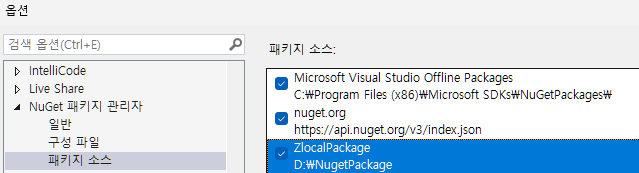 옵션
검색 옵션(Ctrl+E)
IntelliCode
Live Share
NuGet 패키지 관리자
일반
구성 파일
패키지 소스
패키지 소스:
Microsoft Visual Studio Offline Packages
C:₩Program Files (x86)₩Microsoft SDKs₩NuGetPackages₩
nuget.org
https://api.nuget.org/v3/index.json
ZlocalPackage
D:₩NugetPackage